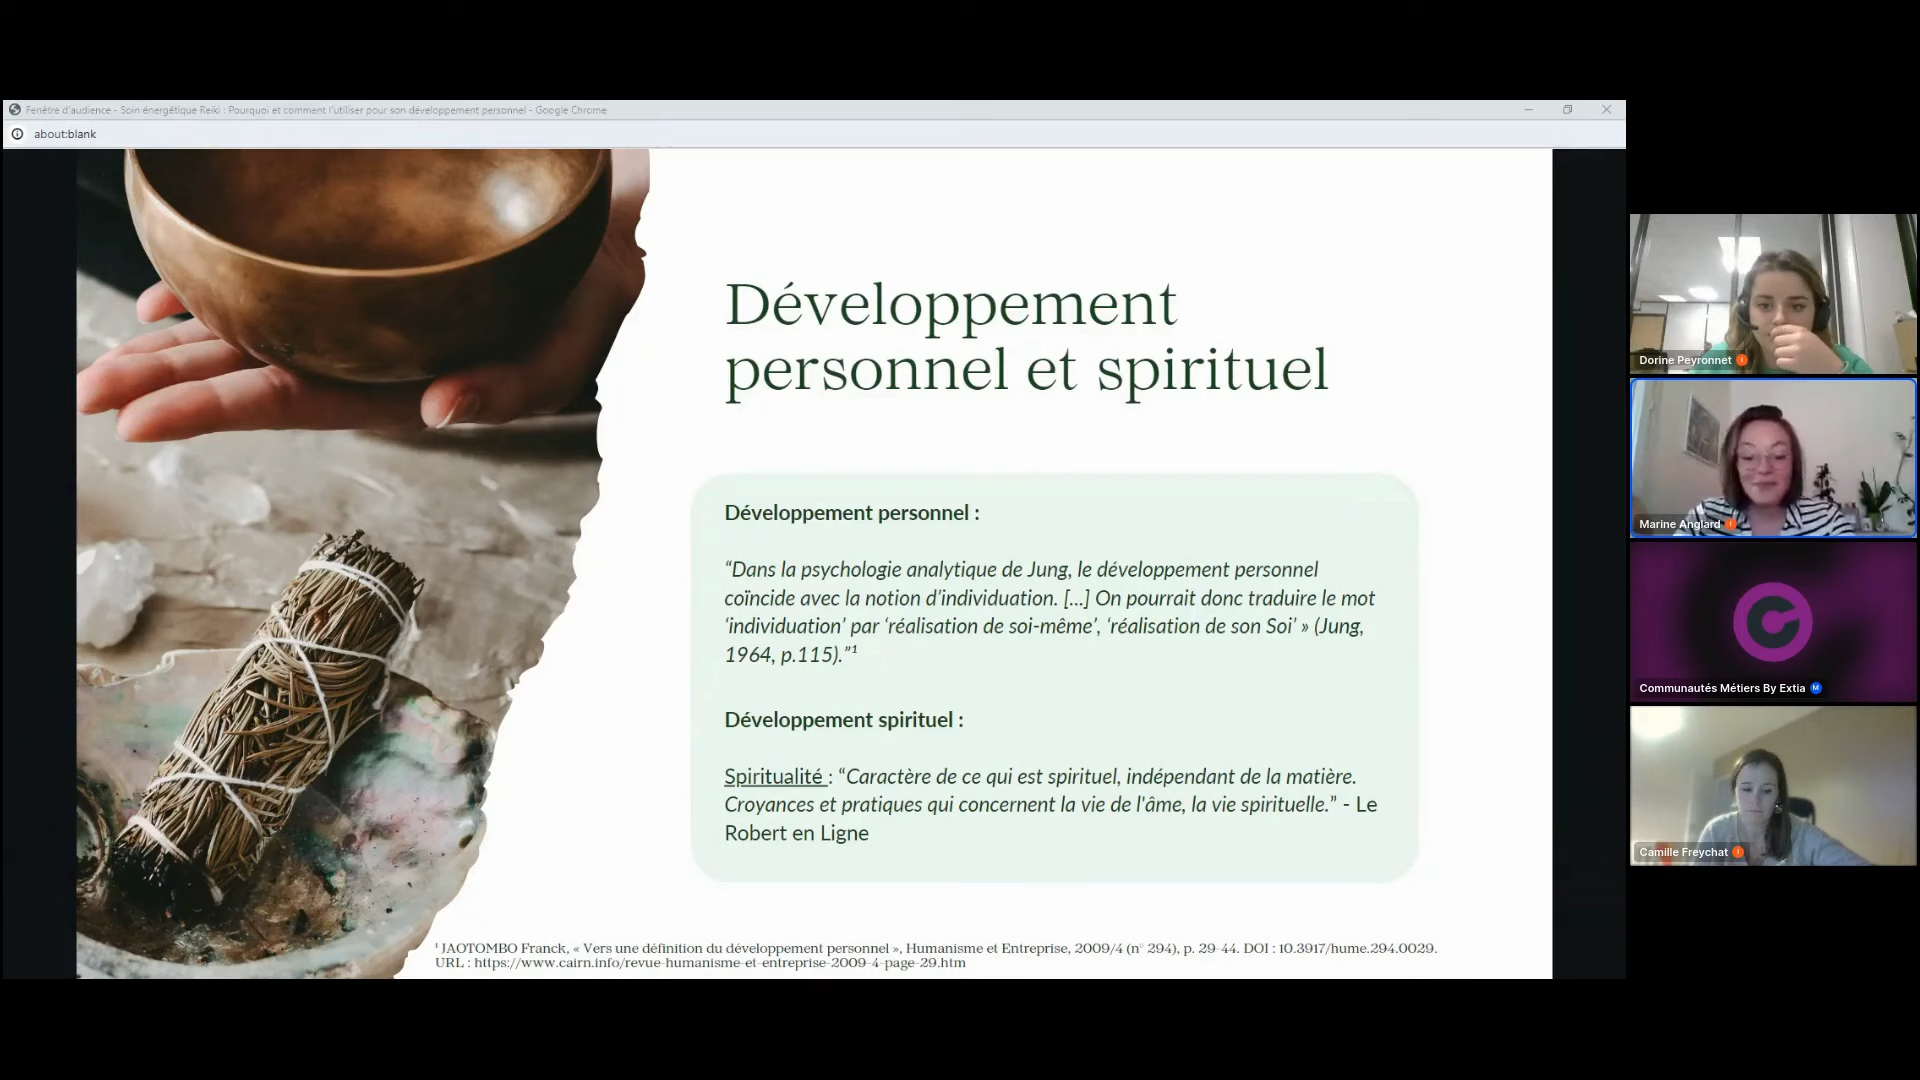 Fenêtre d'audience - Soin énergétique Reiki : Pourquoi et comment l'utiliser pour son développement personnel - Google Chrome
about:blank
Développement
personnel et spirituel
Développement personnel :
“Dans la psychologie analytique de Jung, le développement personnel
coïncide avec la notion d’individuation. [...] On pourrait donc traduire le mot
‘individuation’ par ‘réalisation de soi-même’, ‘réalisation de son Soi’ » (Jung,
1964, p.115).”¹
Développement spirituel :
Spiritualité : “Caractère de ce qui est spirituel, indépendant de la matière.
Croyances et pratiques qui concernent la vie de l'âme, la vie spirituelle.” - Le
Robert en Ligne
¹ JAOTOMBO Franck, « Vers une définition du développement personnel », Humanisme et Entreprise, 2009/4 (n° 294), p. 29-44. DOI : 10.3917/hume.294.0029.
URL : https://www.cairn.info/revue-humanisme-et-entreprise-2009-4-page-29.htm
Dorine Peyronnet
Marine Anglard
Communautés Métiers By Extia M
Camille Freychat